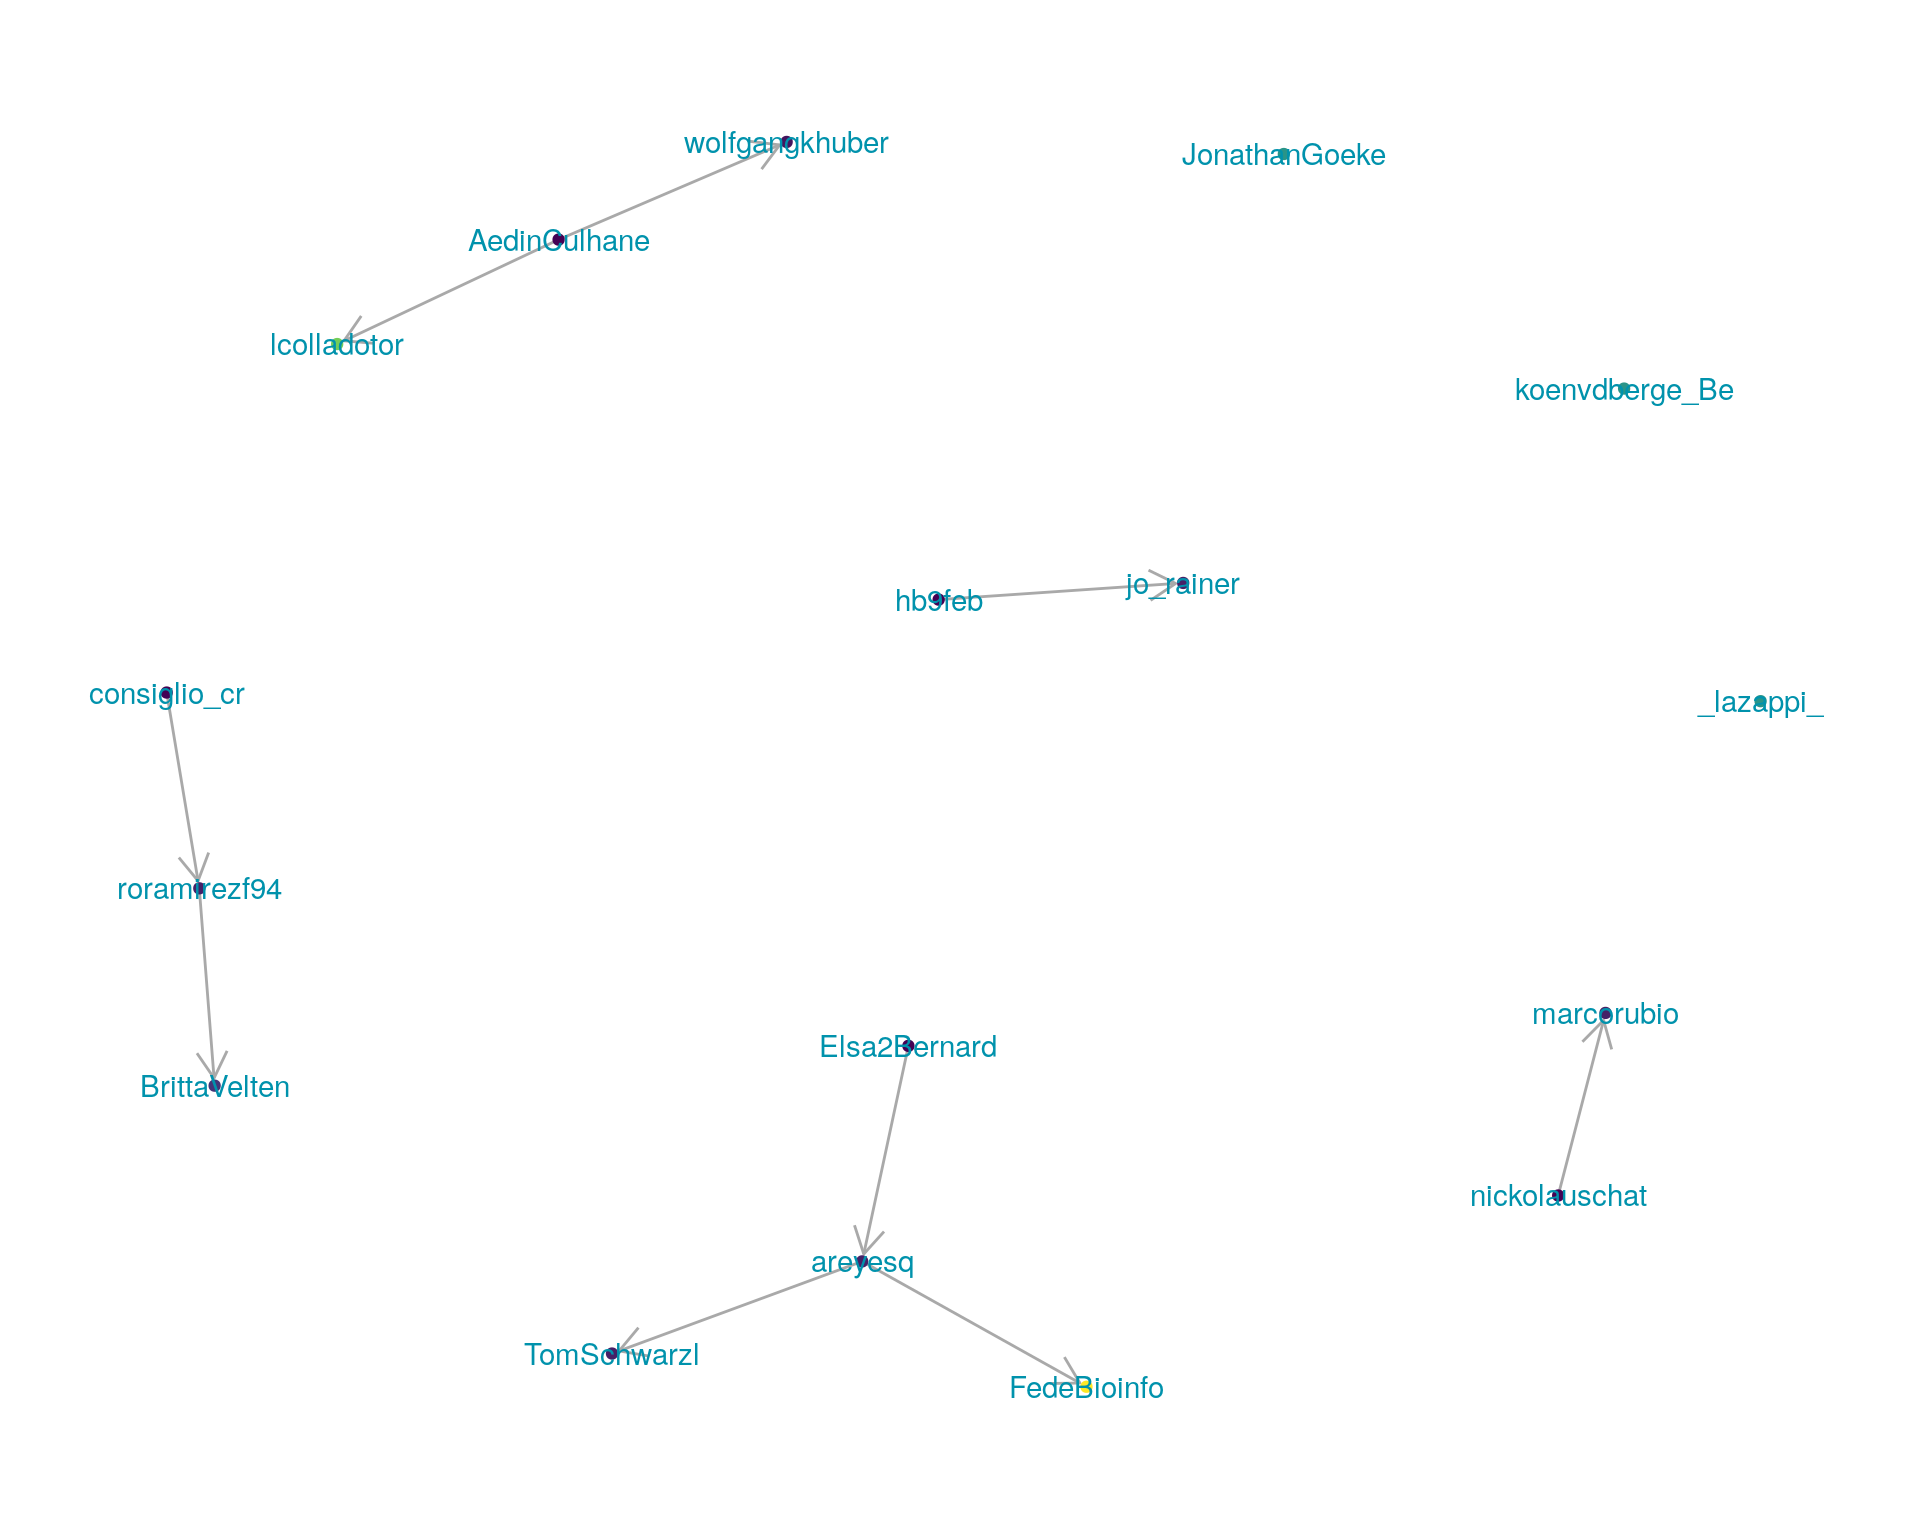 wolfgangkhuber
JonathanGoeke
AedinCulhane
lcolladotor
koenvdberge_Be
jo_rainer
hb9feb
consiglio_cr
_lazappi_
roramirezf94
marcorubio
Elsa2Bernard
BrittaVelten
nickolauschat
areyesq
TomSchwarzl
FedeBioinfo